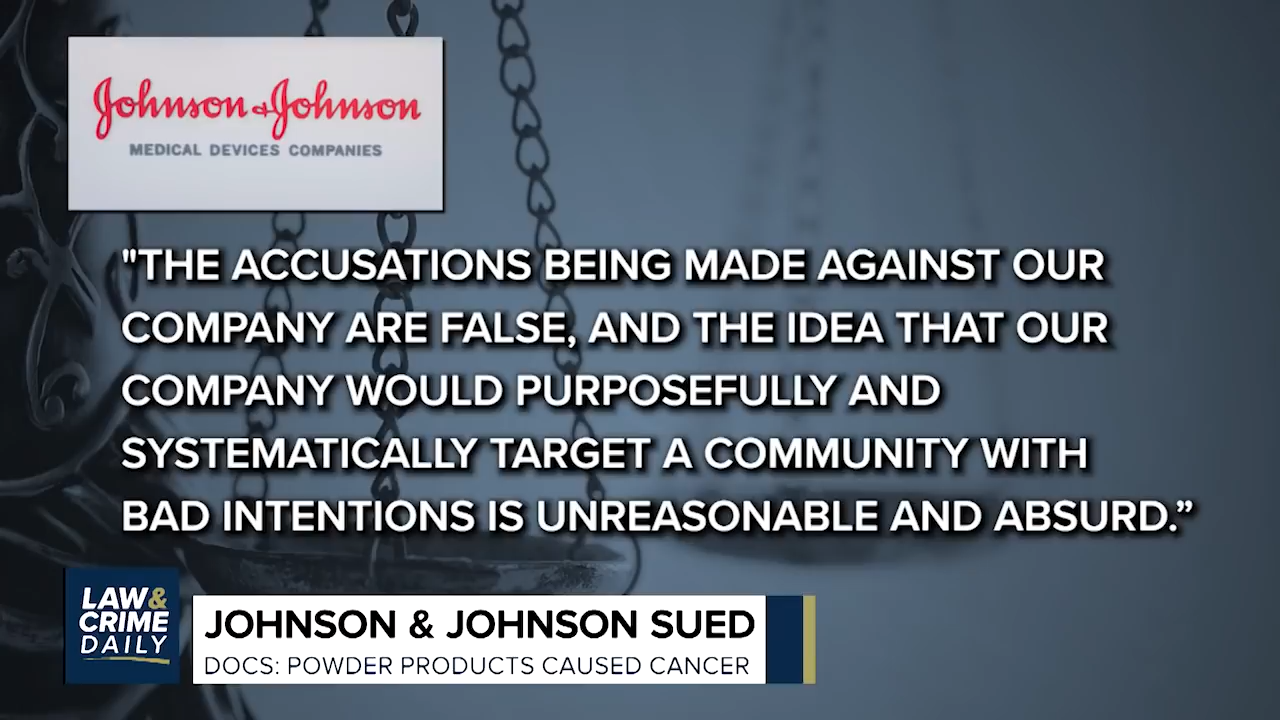 Johnson & Johnson
MEDICAL DEVICES COMPANIES
"THE ACCUSATIONS BEING MADE AGAINST OUR
COMPANY ARE FALSE, AND THE IDEA THAT OUR
COMPANY WOULD PURPOSEFULLY AND
SYSTEMATICALLY TARGET A COMMUNITY WITH
BAD INTENTIONS IS UNREASONABLE AND ABSURD.”
LAW&
CRIME
DAILY
JOHNSON & JOHNSON SUED
DOCS: POWDER PRODUCTS CAUSED CANCER